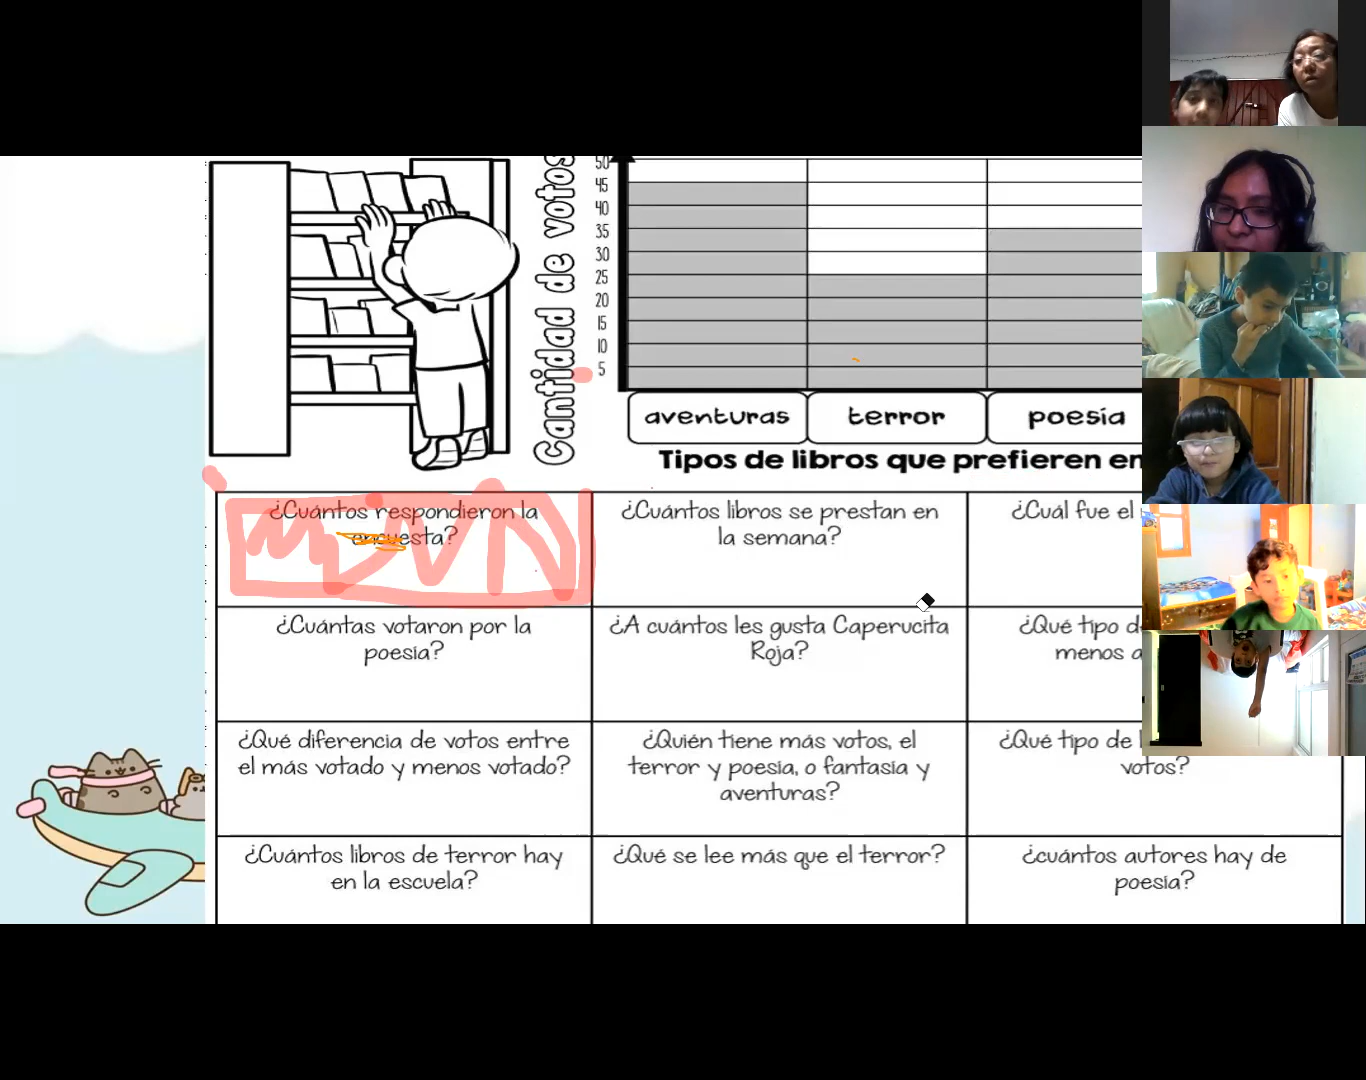 Cantidad de votos
50
45
40
35
30
25
20
15
10
5
aventuras
terror
poesía
Tipos de libros que prefieren en
¿Cuántos respondieron la
encuesta?
¿Cuántos libros se prestan en
la semana?
¿Cuál fue el
¿Cuántas votaron por la
poesía?
¿A cuántos les gusta Caperucita
Roja?
¿Qué tipo d
menos a
¿Qué diferencia de votos entre
el más votado y menos votado?
¿Quién tiene más votos, el
terror y poesía, o fantasía y
aventuras?
¿Qué tipo de
votos?
¿Cuántos libros de terror hay
en la escuela?
¿Qué se lee más que el terror?
¿cuántos autores hay de
poesía?